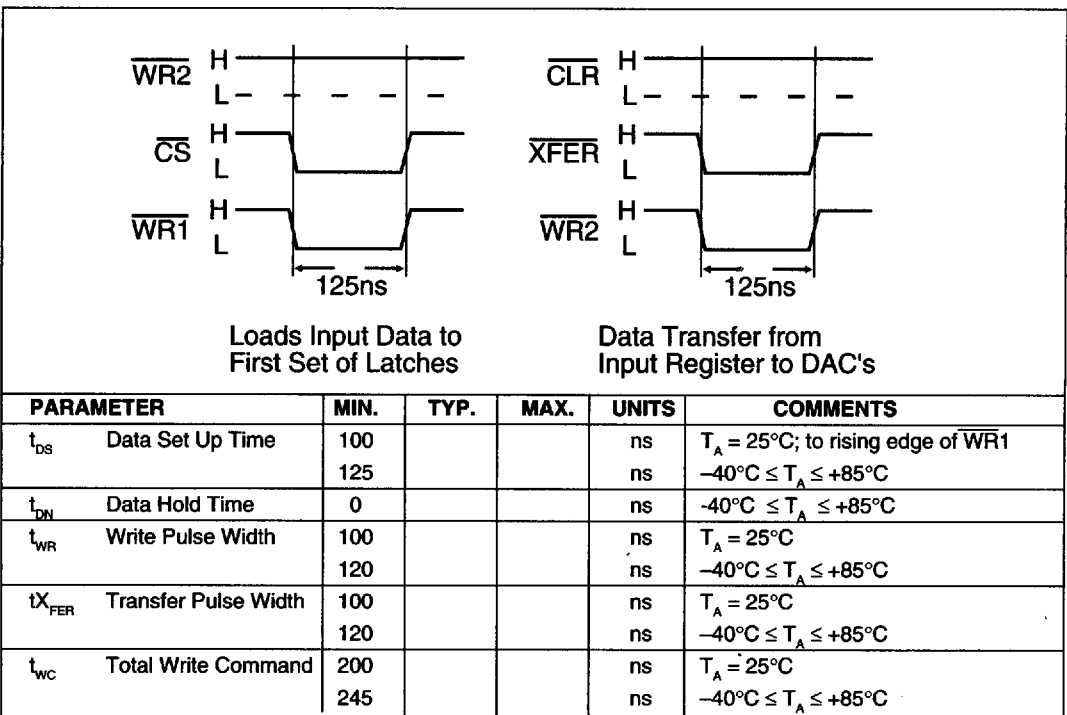 WR2 H
L
CS H
L
WR1 H
L
125ns
Loads Input Data to
First Set of Latches
CLR H
L
XFER H
L
WR2 H
L
125ns
Data Transfer from
Input Register to DAC's
PARAMETER MIN. TYP. MAX. UNITS COMMENTS
tDS Data Set Up Time 100 ns TA = 25°C; to rising edge of WR1
125 ns –40°C ≤ TA ≤ +85°C
tDN Data Hold Time 0 ns -40°C ≤ TA ≤ +85°C
tWR Write Pulse Width 100 ns TA = 25°C
120 ns –40°C ≤ TA ≤ +85°C
tXFER Transfer Pulse Width 100 ns TA = 25°C
120 ns –40°C ≤ TA ≤ +85°C
tWC Total Write Command 200 ns TA = 25°C
245 ns –40°C ≤ TA ≤ +85°C